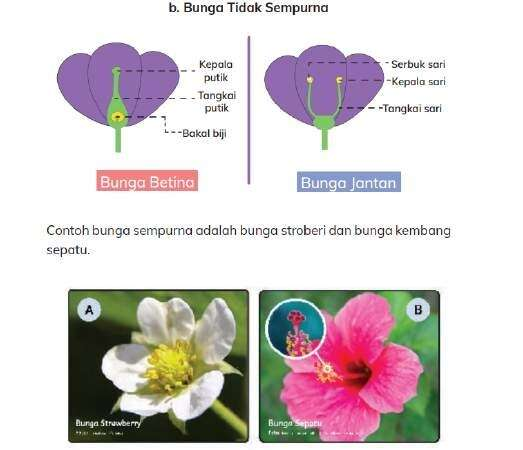 b. Bunga Tidak Sempurna
Kepala
putik
Tangkai
putik
Bakal biji
Bunga Betina
Serbuk sari
Kepala sari
Tangkai sari
Bunga Jantan
Contoh bunga sempurna adalah bunga stroberi dan bunga kembang
sepatu.
A
Bunga Strawberry
B
Bunga Sepatu